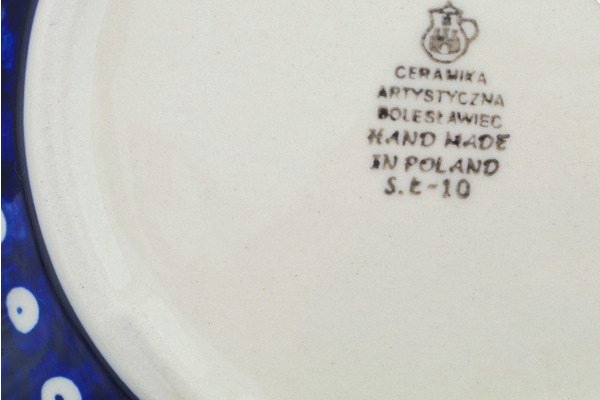 CERAMIKA
ARTYSTYCZNA
BOLESŁAWIEC
HAND MADE
IN POLAND
S.Ł-10